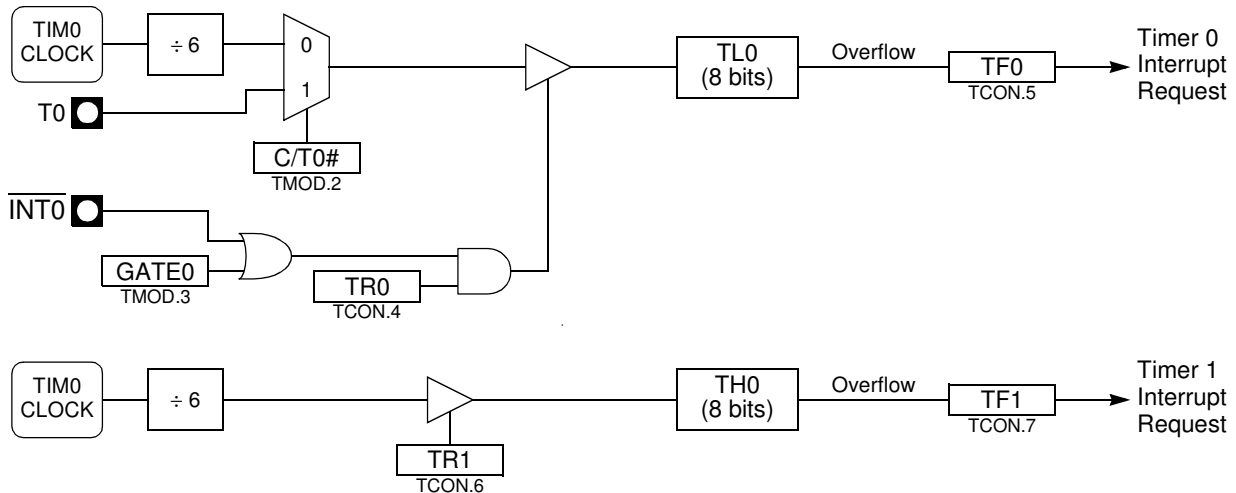 TIM0
CLOCK
÷ 6
0
1
T0
C/T0#
TMOD.2
TL0
(8 bits)
Overflow
TF0
TCON.5
Timer 0
Interrupt
Request
INT0
GATE0
TMOD.3
TR0
TCON.4
TIM0
CLOCK
÷ 6
TR1
TCON.6
TH0
(8 bits)
Overflow
TF1
TCON.7
Timer 1
Interrupt
Request